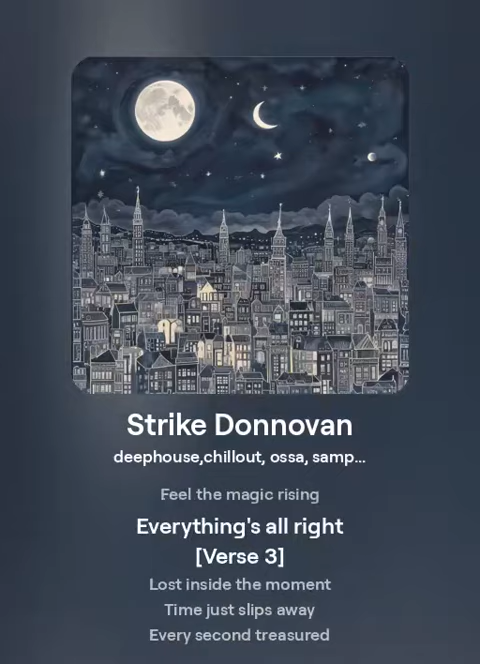 Strike Donnovan
deephouse,chillout, ossa, samp...
Feel the magic rising
Everything's all right
[Verse 3]
Lost inside the moment
Time just slips away
Every second treasured